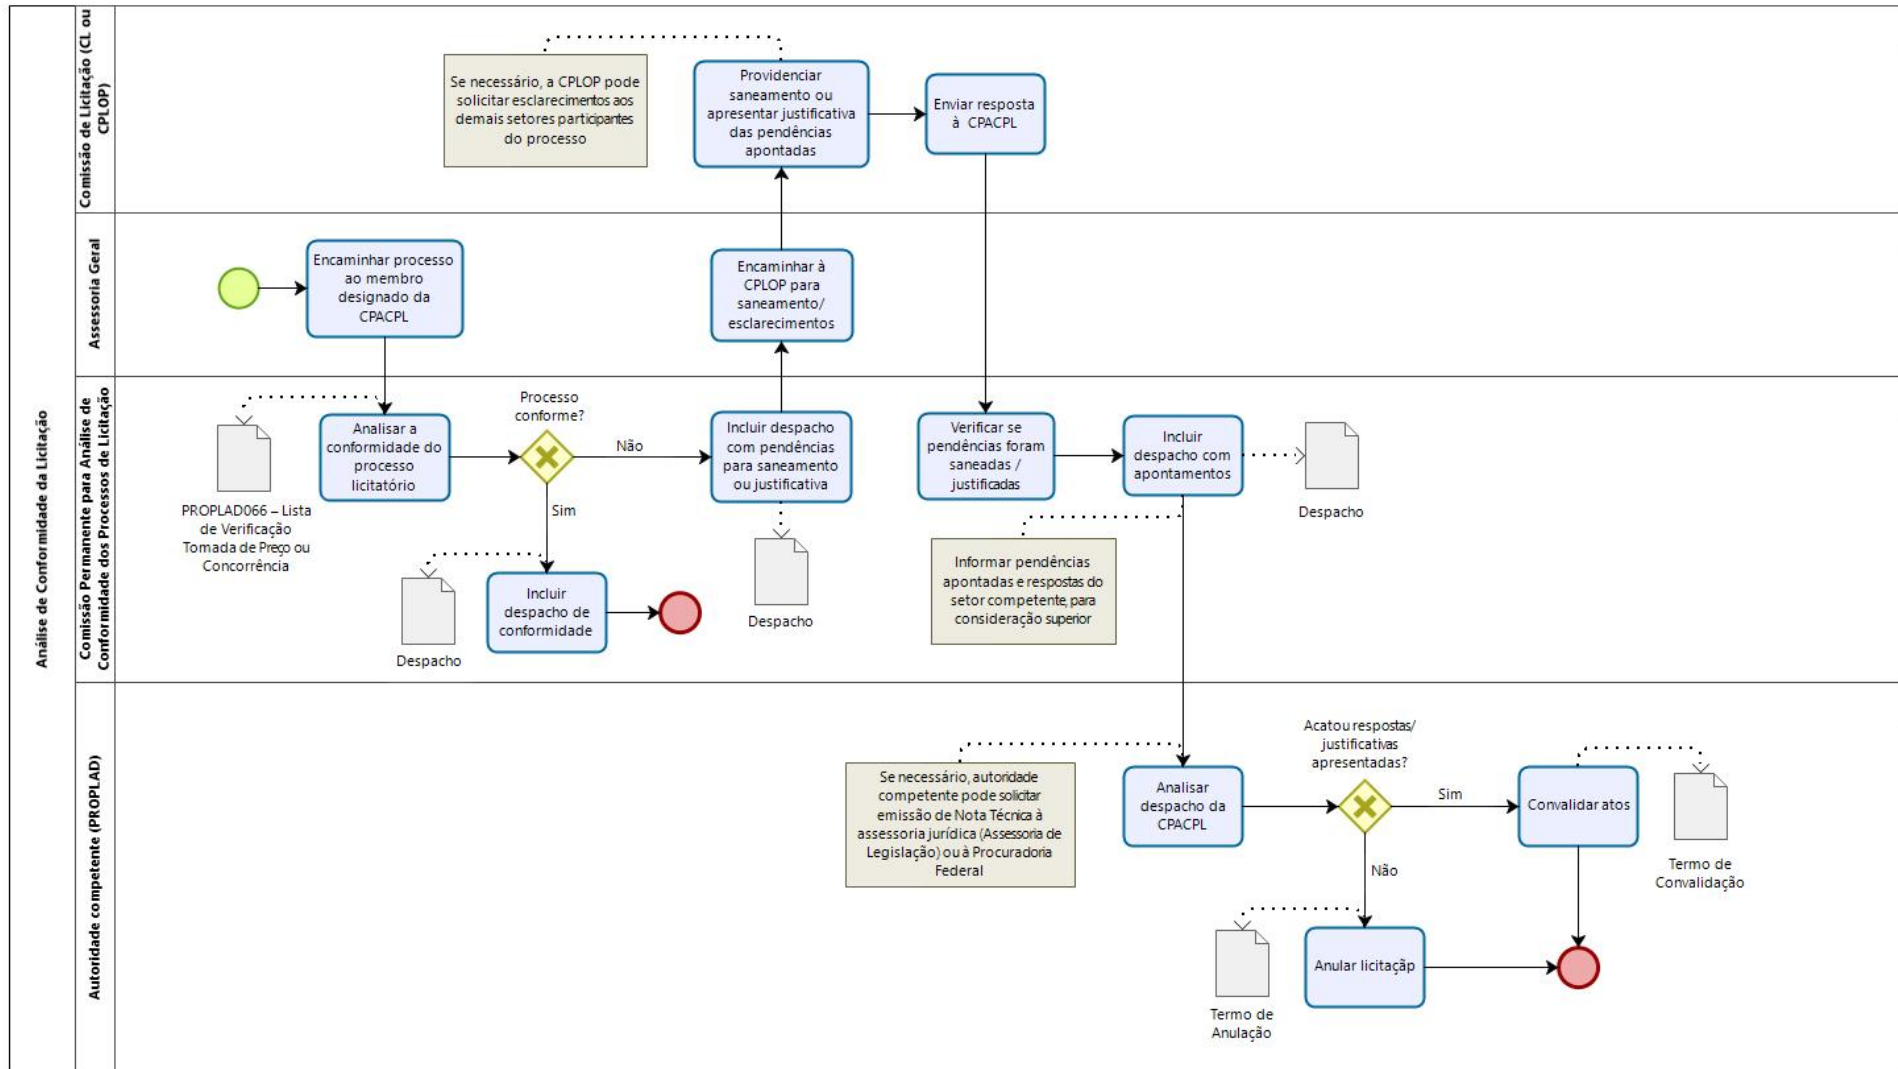 Análise de Conformidade da Licitação
Comissão de Licitação (CL ou
CPLOP)
Se necessário, a CPLOP pode
solicitar esclarecimentos aos
demais setores participantes
do processo
Providenciar
saneamento ou
apresentar justificativa
das pendências
apontadas
Enviar resposta
à CPACPL
Assessoria Geral
Encaminhar processo
ao membro
designado da
CPACPL
Encaminhar à
CPLOP para
saneamento/
esclarecimentos
Comissão Permanente para Análise de
Conformidade dos Processos de Licitação
PROPLAD066 – Lista
de Verificação
Tomada de Preço ou
Concorrência
Analisar a
conformidade do
processo
licitatório
Processo
conforme?
Não
Sim
Despacho
Incluir
despacho de
conformidade
Incluir despacho
com pendências
para saneamento
ou justificativa
Despacho
Verificar se
pendências foram
saneadas /
justificadas
Incluir
despacho com
apontamentos
Despacho
Informar pendências
apontadas e respostas do
setor competente, para
consideração superior
Autoridade competente (PROPLAD)
Se necessário, autoridade
competente pode solicitar
emissão de Nota Técnica à
assessoria jurídica (Assessoria de
Legislação) ou à Procuradoria
Federal
Analisar
despacho da
CPACPL
Acatou respostas/
justificativas
apresentadas?
Sim
Não
Convalidar atos
Termo de
Convalidação
Termo de
Anulação
Anular licitaçãp